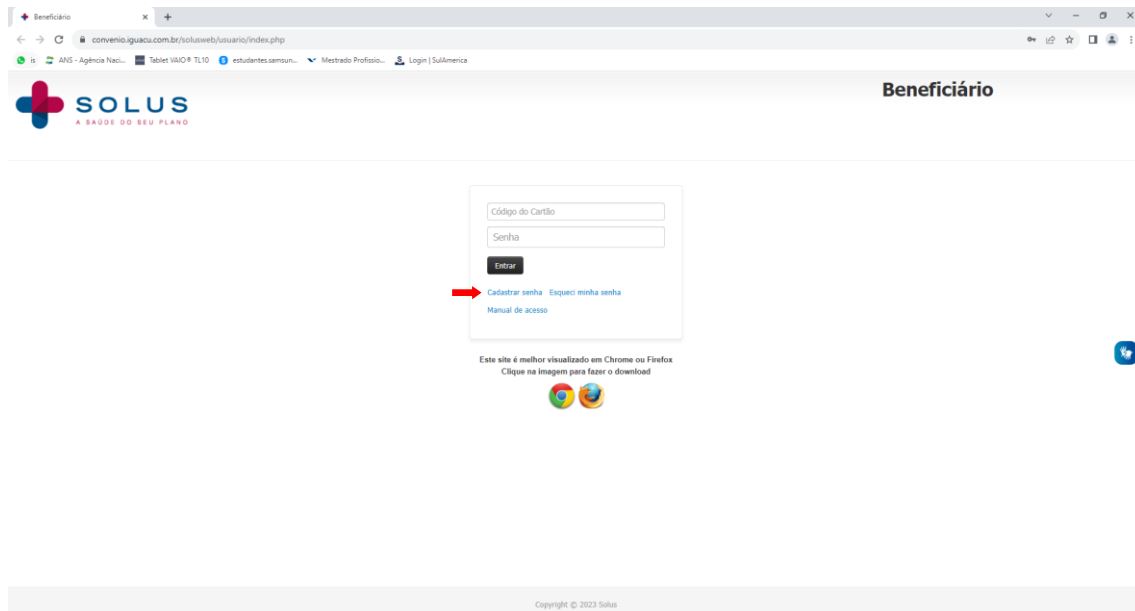 Beneficiário
convenio.iguacu.com.br/solusweb/usuario/index.php
is ANS - Agência Naci... Tablet VAIO® TL10 estudantes.samsun... Mestrado Profissio... Login | SulAmerica
SOLUS
A SAÚDE DO SEU PLANO
Beneficiário
Código do Cartão
Senha
Entrar
Cadastrar senha Esqueci minha senha
Manual de acesso
Este site é melhor visualizado em Chrome ou Firefox
Clique na imagem para fazer o download
Copyright © 2023 Solus